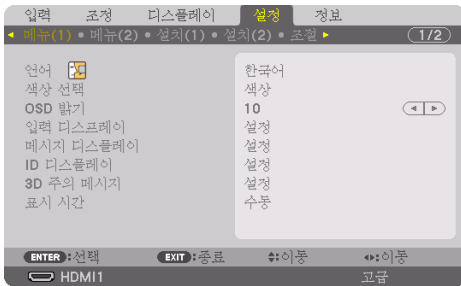 입력 조정 디스플레이 설정 정보
메뉴(1) • 메뉴(2) • 설치(1) • 설치(2) • 조절 1/2
언어 한국어
색상 선택 색상
OSD 밝기 10
입력 디스프레이 설정
메시지 디스플레이 설정
ID 디스플레이 설정
3D 주의 메시지 설정
표시 시간 수동
ENTER:선택 EXIT:종료 :이동 :이동
HDMI1 고급